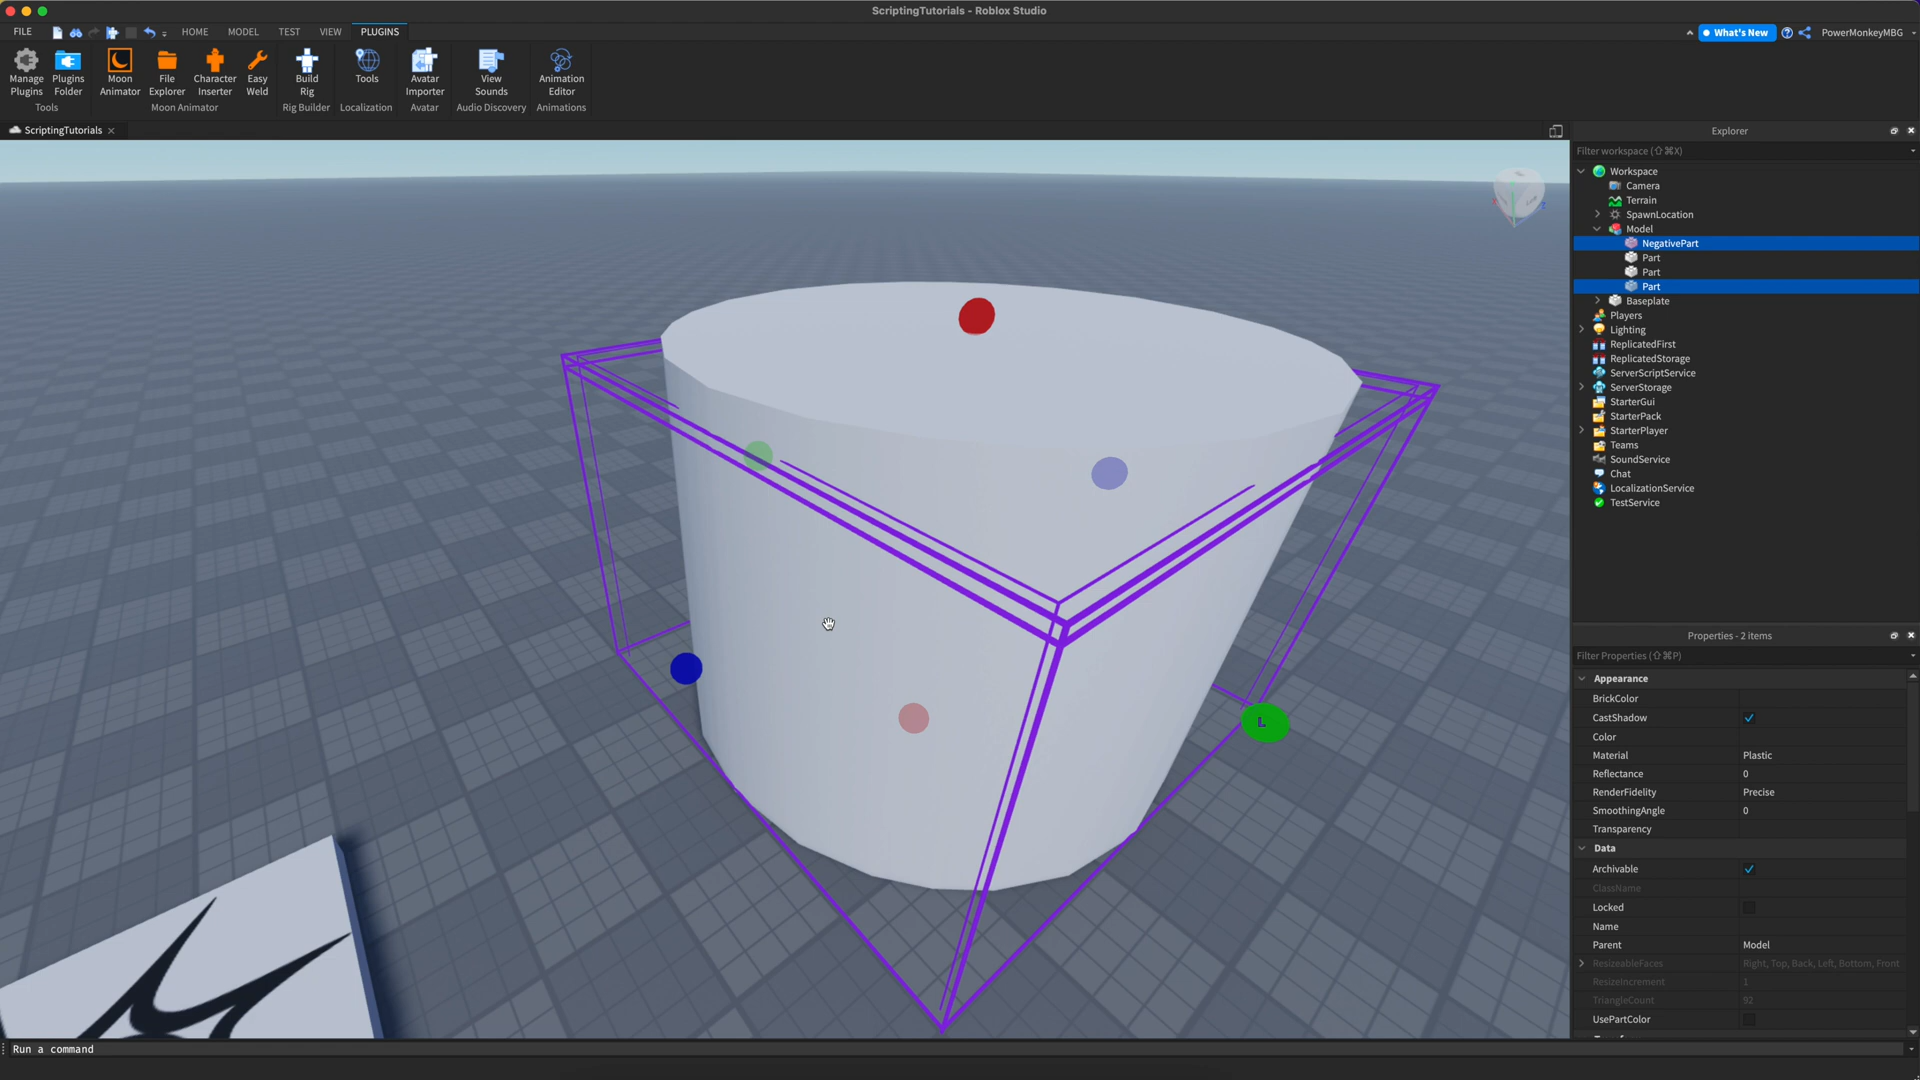 ScriptingTutorials - Roblox Studio
FILE HOME MODEL TEST VIEW PLUGINS What's New PowerMonkeyMBG
Manage Plugins
Plugins Folder
Tools
Moon Animator
File Explorer
Character Inserter
Easy Weld
Moon Animator
Build Rig
Rig Builder
Tools
Localization
Avatar Importer
Avatar
View Sounds
Audio Discovery
Animation Editor
Animations
ScriptingTutorials
Explorer
Filter workspace (⇧⌘X)
Workspace
Camera
Terrain
SpawnLocation
Model
NegativePart
Part
Part
Part
Baseplate
Players
Lighting
ReplicatedFirst
ReplicatedStorage
ServerScriptService
ServerStorage
StarterGui
StarterPack
StarterPlayer
Teams
SoundService
Chat
LocalizationService
TestService
Properties - 2 items
Filter Properties (⇧⌘P)
Appearance
BrickColor
CastShadow
Color
Material Plastic
Reflectance 0
RenderFidelity Precise
SmoothingAngle 0
Transparency
Data
Archivable
ClassName
Locked
Name
Parent Model
ResizeableFaces Right, Top, Back, Left, Bottom, Front
ResizeIncrement 1
TriangleCount 92
UsePartColor
L
Run a command